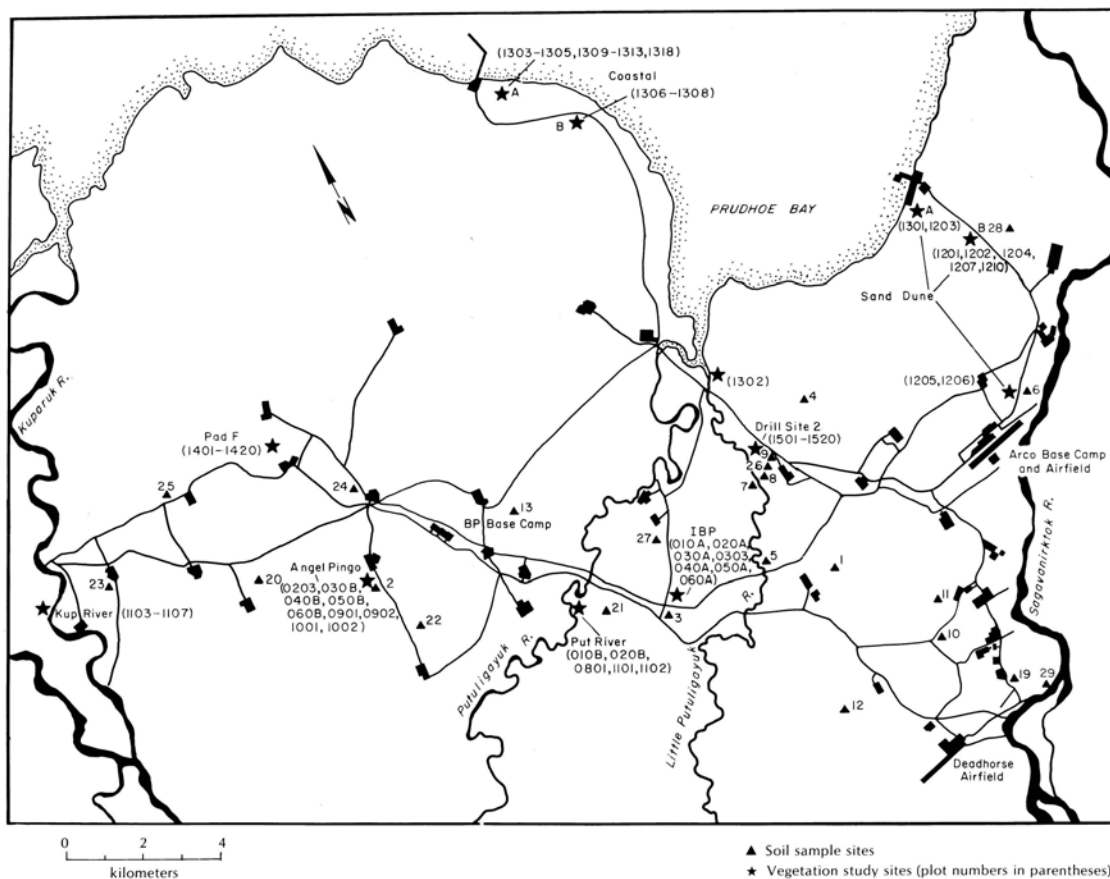 (1303-1305,1309-1313,1318)
Coastal
(1306-1308)
A
B
N
PRUDHOE BAY
A
(1301,1203)
B 28
(1201,1202, 1204,
1207,1210)
Sand Dune
Kuparuk R.
(1302)
4
(1205,1206)
6
Pad F
(1401-1420)
Drill Site 2
(1501-1520)
9
26
8
7
Arco Base Camp
and Airfield
25
24
BP Base Camp
13
27
IBP
(010A, 020A,
030A, 0303,
040A, 050A,
060A)
5
1
Sagavanirktok R.
23
20
Angel Pingo
(0203, 030B,
040B, 050B,
060B, 0901, 0902,
1001, 1002)
2
22
Kup River (1103-1107)
21
3
11
10
Put River
(010B, 020B,
0801, 1101, 1102)
Putuligayuk R.
Little Putuligayuk R.
19
29
12
Deadhorse
Airfield
0 2 4
kilometers
▲ Soil sample sites
★ Vegetation study sites (plot numbers in parentheses)